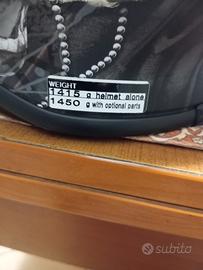 WEIGHT
1415 g helmet alone
1450 g with optional parts
subito